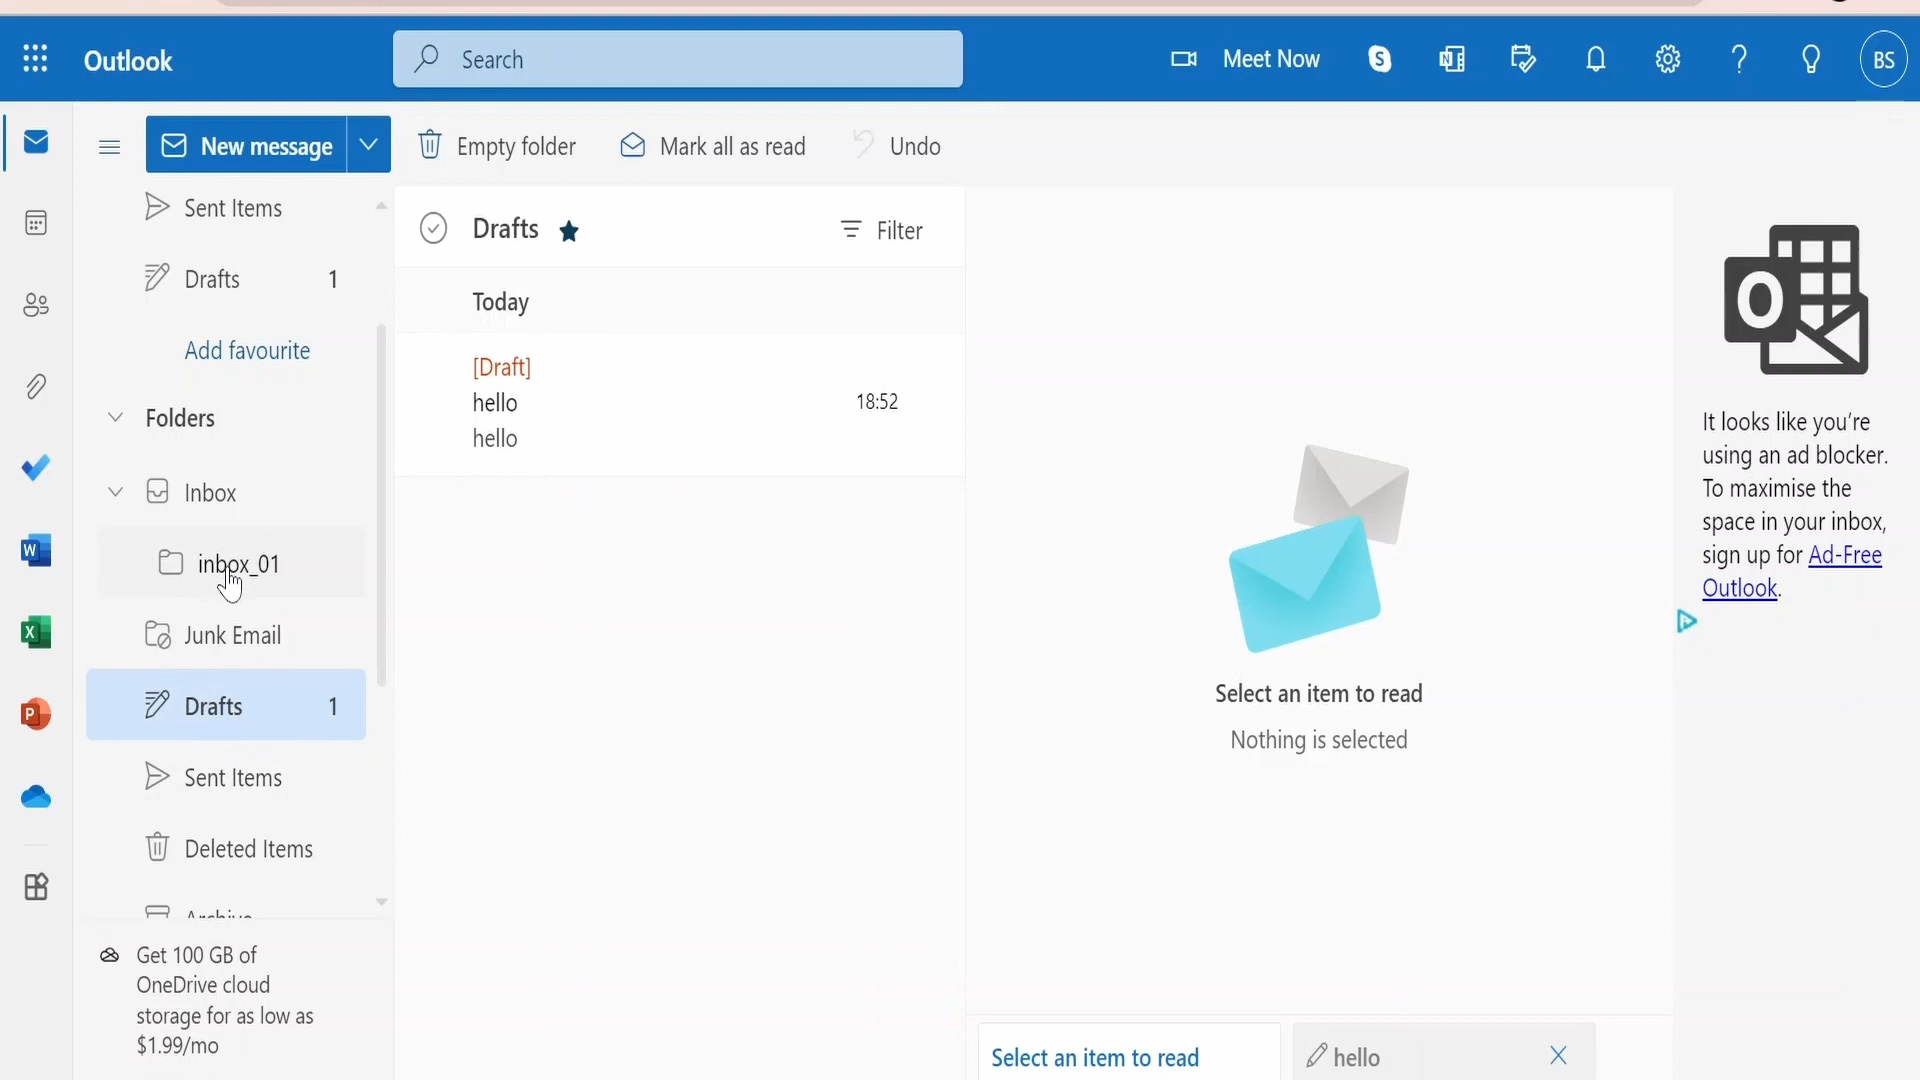 Outlook
Search
Meet Now
BS
New message
Empty folder
Mark all as read
Undo
Sent Items
Drafts 1
Add favourite
Folders
Inbox
inbox_01
Junk Email
Drafts 1
Sent Items
Deleted Items
Archive
Get 100 GB of
OneDrive cloud
storage for as low as
$1.99/mo
Drafts
Filter
Today
[Draft]
hello 18:52
hello
Select an item to read
Nothing is selected
Select an item to read
hello
It looks like you're
using an ad blocker.
To maximise the
space in your inbox,
sign up for Ad-Free
Outlook.